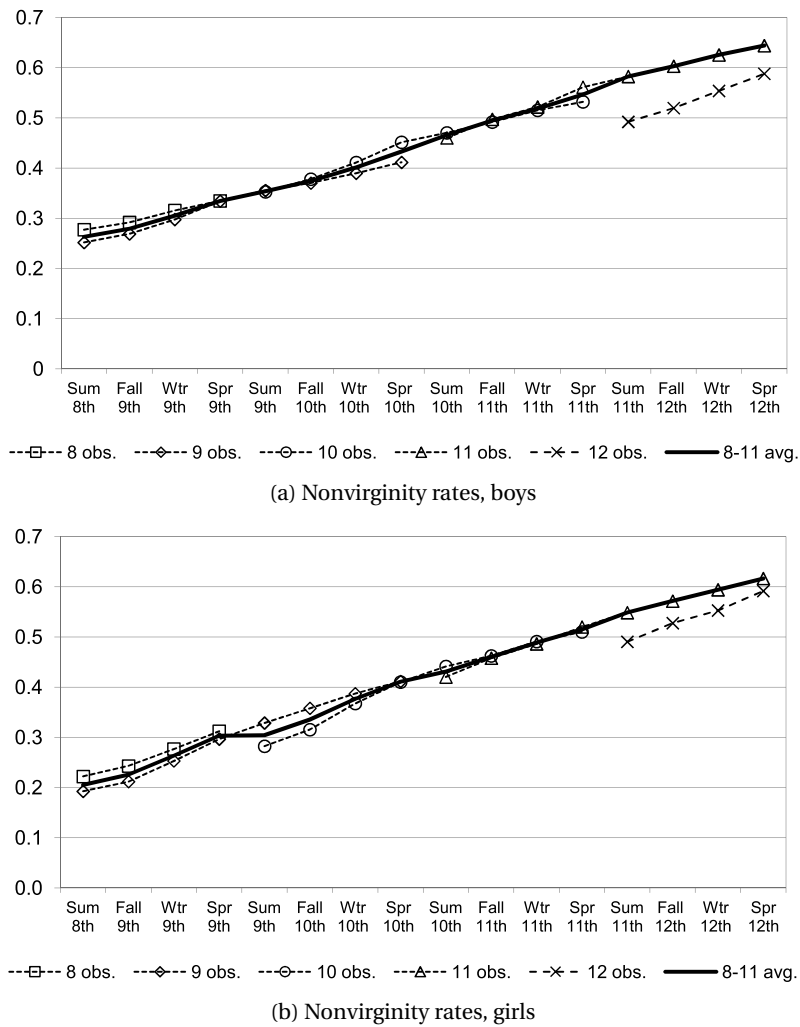 0.7
0.6
0.5
0.4
0.3
0.2
0.1
0
Sum Fall Wtr Spr Sum Fall Wtr Spr Sum Fall Wtr Spr Sum Fall Wtr Spr
8th 9th 9th 9th 9th 10th 10th 10th 10th 11th 11th 11th 11th 12th 12th 12th
8 obs. 9 obs. 10 obs. 11 obs. 12 obs. 8-11 avg.
(a) Nonvirginity rates, boys
0.7
0.6
0.5
0.4
0.3
0.2
0.1
0.0
Sum Fall Wtr Spr Sum Fall Wtr Spr Sum Fall Wtr Spr Sum Fall Wtr Spr
8th 9th 9th 9th 9th 10th 10th 10th 10th 11th 11th 11th 11th 12th 12th 12th
8 obs. 9 obs. 10 obs. 11 obs. 12 obs. 8-11 avg.
(b) Nonvirginity rates, girls